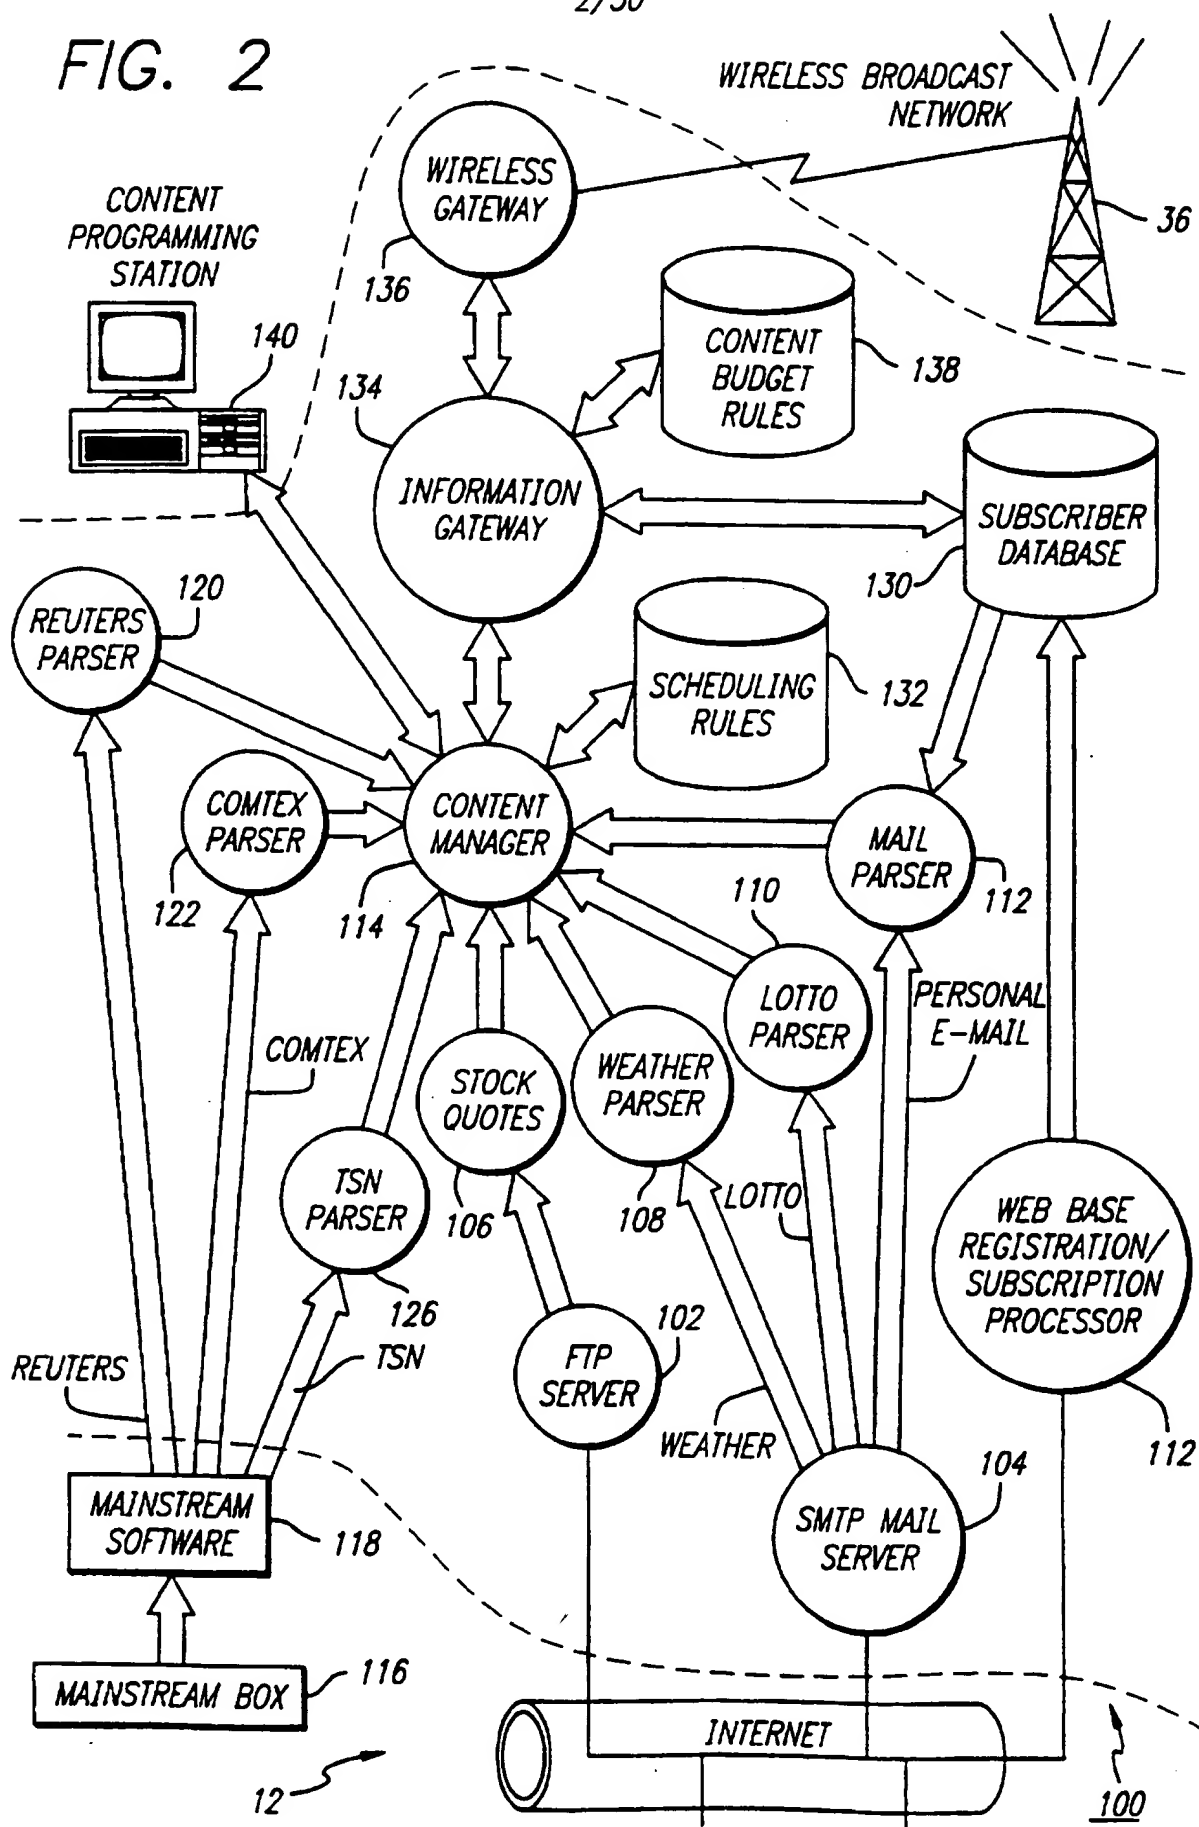 2/30
FIG. 2
WIRELESS BROADCAST
NETWORK
WIRELESS
GATEWAY
136
36
CONTENT
PROGRAMMING
STATION
140
134
CONTENT
BUDGET
RULES
138
INFORMATION
GATEWAY
SUBSCRIBER
DATABASE
130
120
REUTERS
PARSER
SCHEDULING
RULES
132
COMTEX
PARSER
122
CONTENT
MANAGER
114
MAIL
PARSER
112
110
LOTTO
PARSER
PERSONAL
E-MAIL
COMTEX
STOCK
QUOTES
106
WEATHER
PARSER
108
TSN
PARSER
126
LOTTO
WEB BASE
REGISTRATION/
SUBSCRIPTION
PROCESSOR
112
REUTERS
TSN
FTP
SERVER
102
WEATHER
MAINSTREAM
SOFTWARE
118
SMTP MAIL
SERVER
104
MAINSTREAM BOX
116
INTERNET
12
100